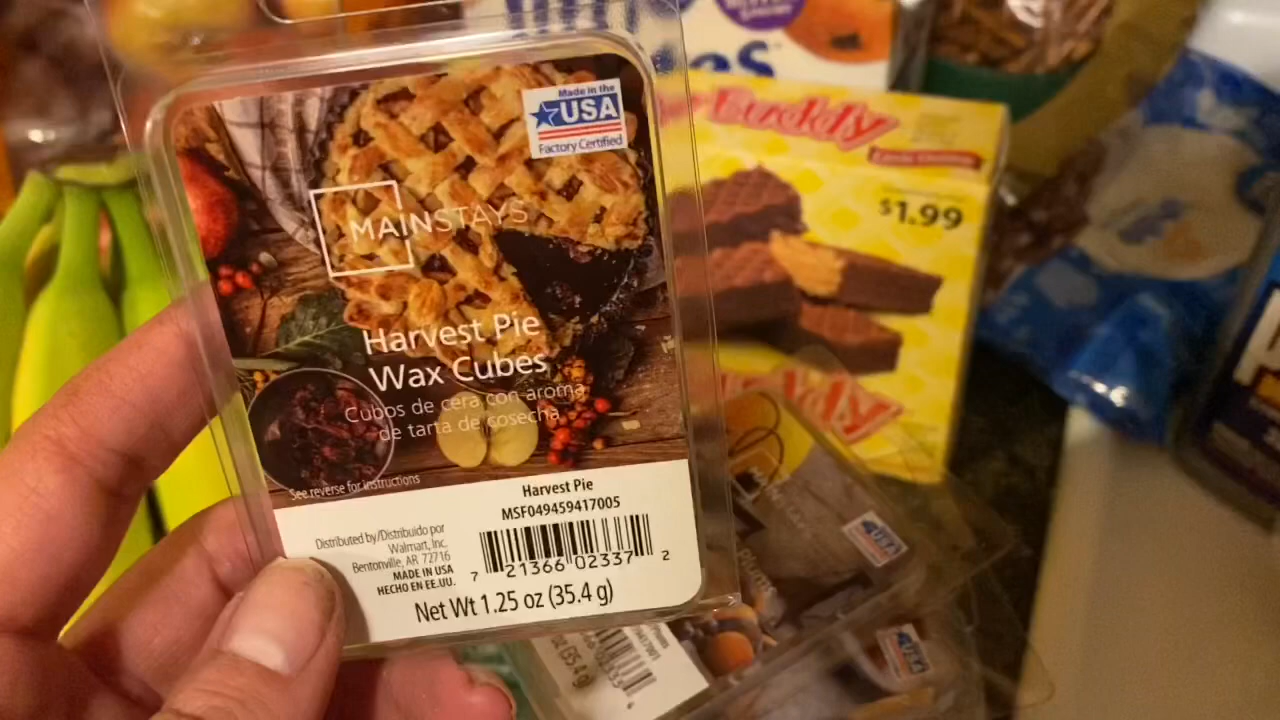 Made in the
USA
Factory Certified
MAINSTAYS
Harvest Pie
Wax Cubes
Cubos de cera con aroma
de tarta de cosecha
See reverse for instructions
Harvest Pie
MSF049459417005
Distributed by/Distribuido por
Walmart, Inc.
Bentonville, AR 72716
MADE IN USA
HECHO EN EE.UU.
7 21366 02337 2
Net Wt 1.25 oz (35.4 g)
Buddy
$1.99
USA
USA